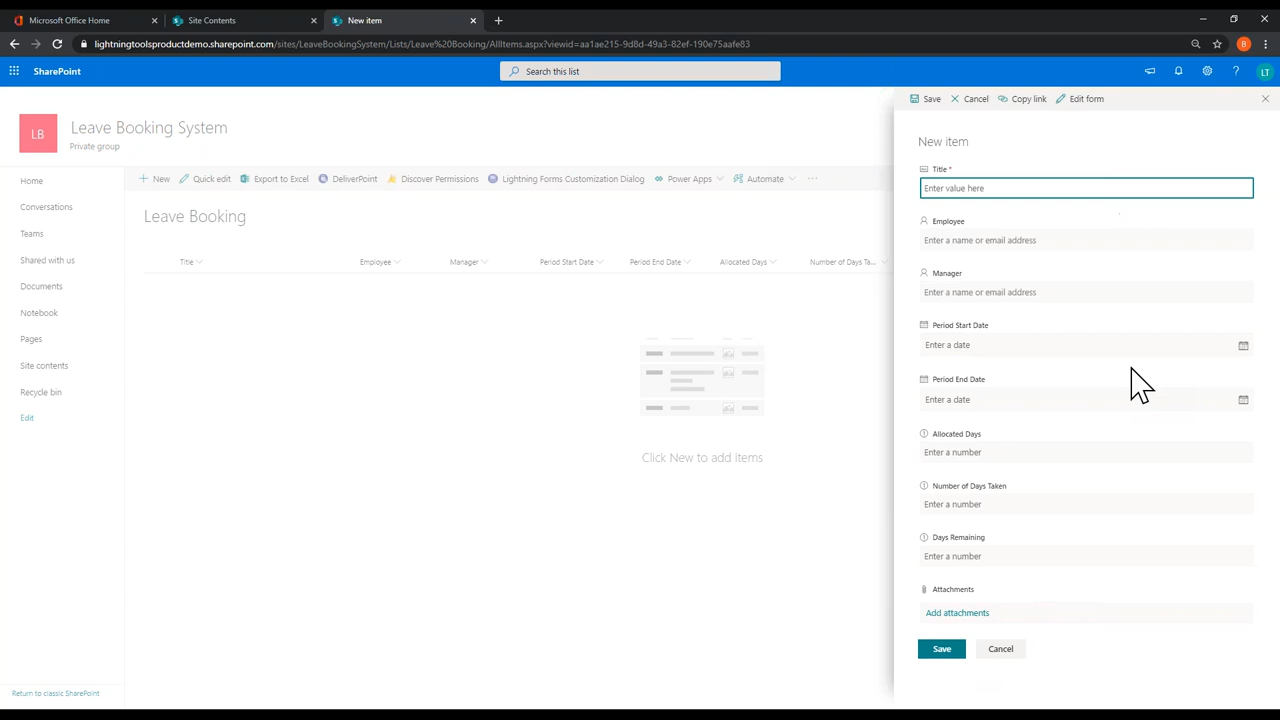 Microsoft Office Home
Site Contents
New item
lightningtoolsproductdemo.sharepoint.com/sites/LeaveBookingSystem/Lists/Leave%20Booking/AllItems.aspx?viewid=aa1ae215-9d8d-49a3-82ef-190e75aafe83
B
SharePoint
Search this list
?
LT
LB
Leave Booking System
Private group
Home
Conversations
Teams
Shared with us
Documents
Notebook
Pages
Site contents
Recycle bin
Edit
Return to classic SharePoint
New Quick edit Export to Excel DeliverPoint Discover Permissions Lightning Forms Customization Dialog Power Apps Automate ...
Leave Booking
Title Employee Manager Period Start Date Period End Date Allocated Days Number of Days Ta...
Click New to add items
Save Cancel Copy link Edit form
New item
Title *
Enter value here
Employee
Enter a name or email address
Manager
Enter a name or email address
Period Start Date
Enter a date
Period End Date
Enter a date
Allocated Days
Enter a number
Number of Days Taken
Enter a number
Days Remaining
Enter a number
Attachments
Add attachments
Save Cancel